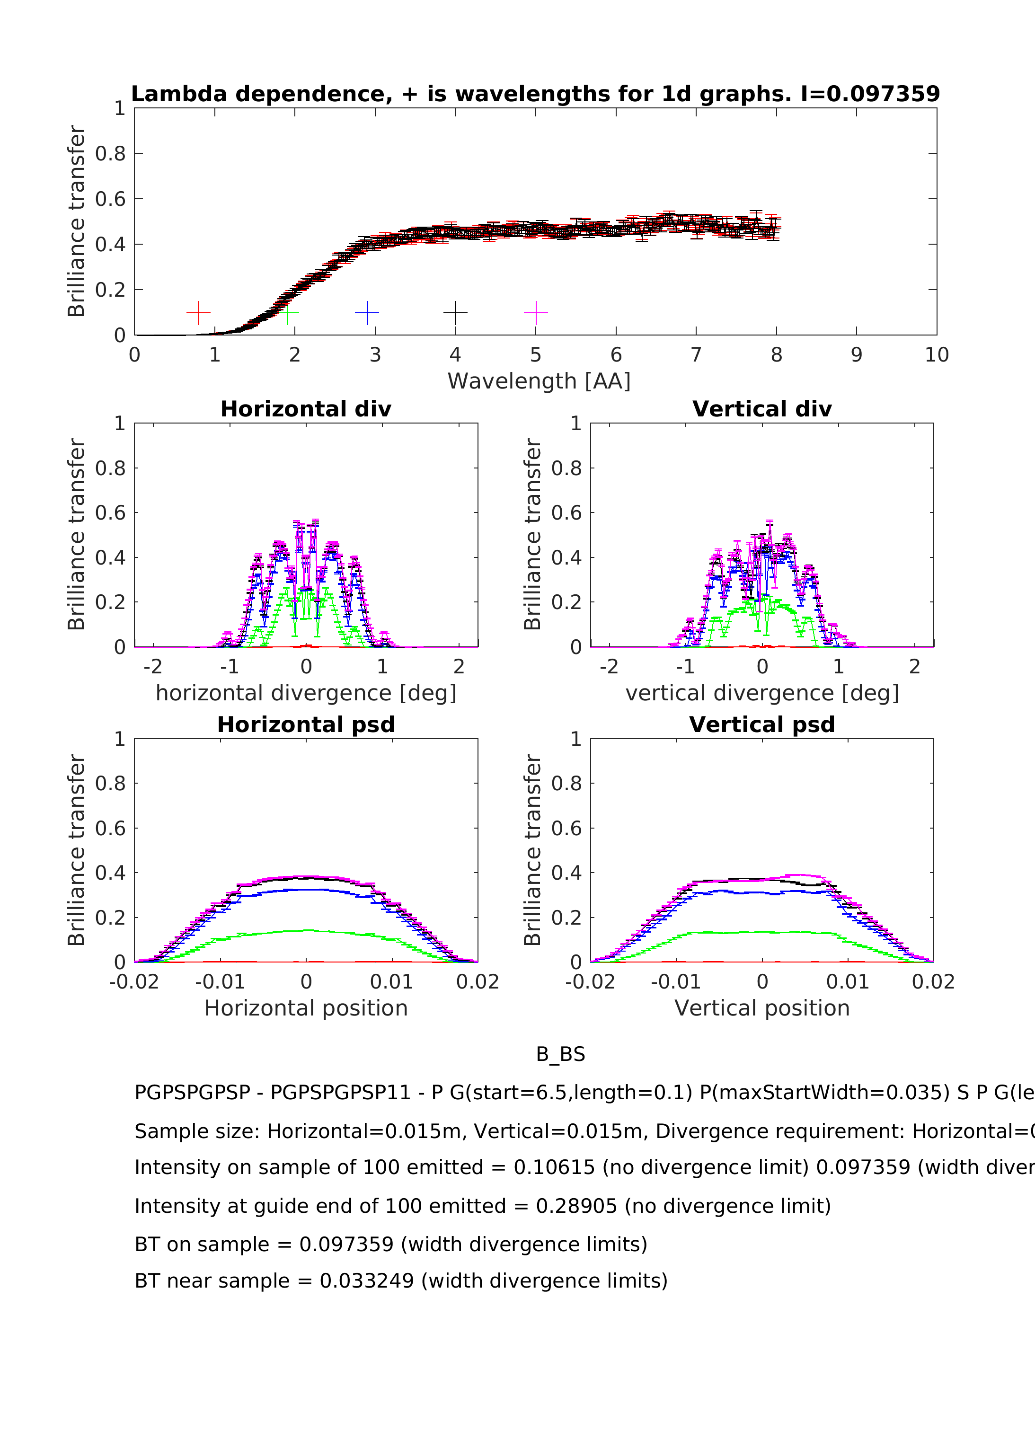 Lambda dependence, + is wavelengths for 1d graphs. I=0.097359
Brilliance transfer
1
0.8
0.6
0.4
0.2
0
0 1 2 3 4 5 6 7 8 9 10
Wavelength [AA]
Horizontal div
Brilliance transfer
1
0.8
0.6
0.4
0.2
0
-2 -1 0 1 2
horizontal divergence [deg]
Vertical div
Brilliance transfer
1
0.8
0.6
0.4
0.2
0
-2 -1 0 1 2
vertical divergence [deg]
Horizontal psd
Brilliance transfer
1
0.8
0.6
0.4
0.2
0
-0.02 -0.01 0 0.01 0.02
Horizontal position
Vertical psd
Brilliance transfer
1
0.8
0.6
0.4
0.2
0
-0.02 -0.01 0 0.01 0.02
Vertical position
B_BS
PGPSPGPSP - PGPSPGPSP11 - P G(start=6.5,length=0.1) P(maxStartWidth=0.035) S P G(le
Sample size: Horizontal=0.015m, Vertical=0.015m, Divergence requirement: Horizontal=0
Intensity on sample of 100 emitted = 0.10615 (no divergence limit) 0.097359 (width diver
Intensity at guide end of 100 emitted = 0.28905 (no divergence limit)
BT on sample = 0.097359 (width divergence limits)
BT near sample = 0.033249 (width divergence limits)